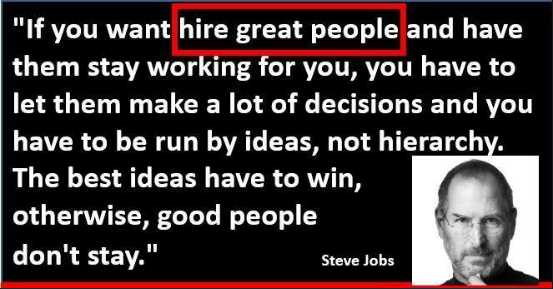 "If you want hire great people and have
them stay working for you, you have to
let them make a lot of decisions and you
have to be run by ideas, not hierarchy.
The best ideas have to win,
otherwise, good people
don't stay."
Steve Jobs